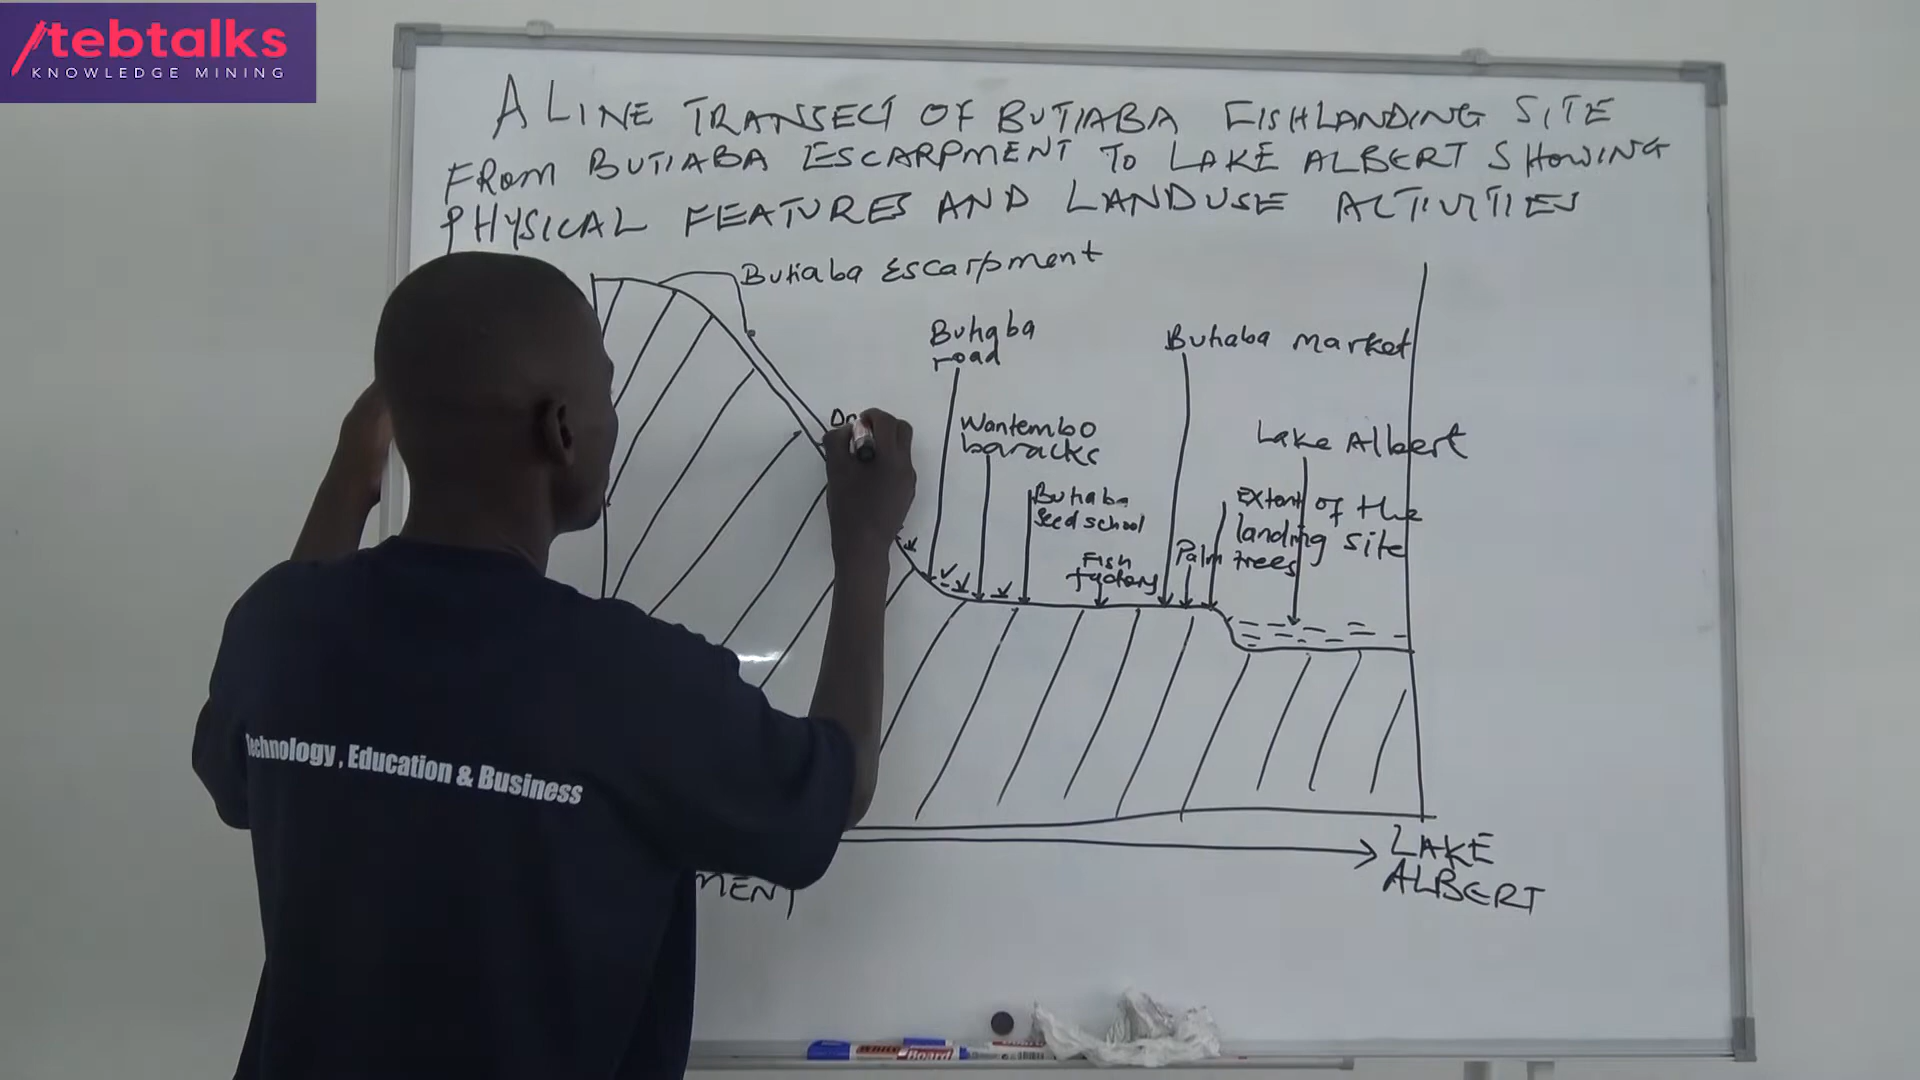 tebtalks
KNOWLEDGE MINING
A LINE TRANSECT OF BUTIABA FISHLANDING SITE
FROM BUTIABA ESCARPMENT TO LAKE ALBERT SHOWING
PHYSICAL FEATURES AND LANDUSE ACTIVITIES
Butiaba Escarpment
Butiaba
road
Butiaba market
Wantembo
baracks
Lake Albert
Butiaba
Seed school
Extent of the
landing site
Fish
factory
Palm trees
LAKE
ALBERT
MENT
Technology, Education & Business
Board